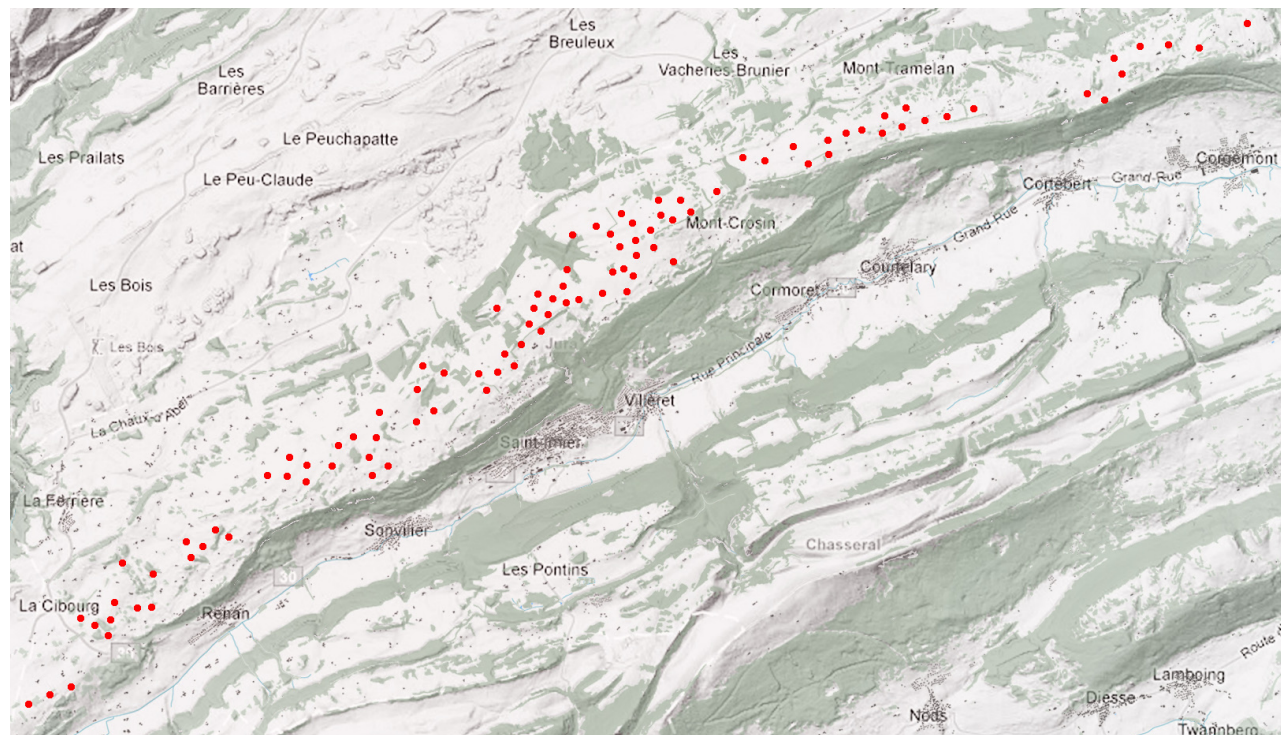 Les
Breuleux
Les
Vacheries-Brunier
Mont-Tramelan
Les
Barrières
Le Peuchapatte
Les Prailats
Corgémont
Le Peu-Claude
Grand-Rue
Cortébert
Mont-Crosin
Grand-Rue
at
Courtelary
Les Bois
Cormoret
Les Bois
Rue Principale
Villeret
La Chaux-d'Abel
Saint-Imier
La Ferrière
Sonvilier
Chasseral
Les Pontins
30
La Cibourg
Renan
Route
Lamboing
Diesse
Nods
Twannberg